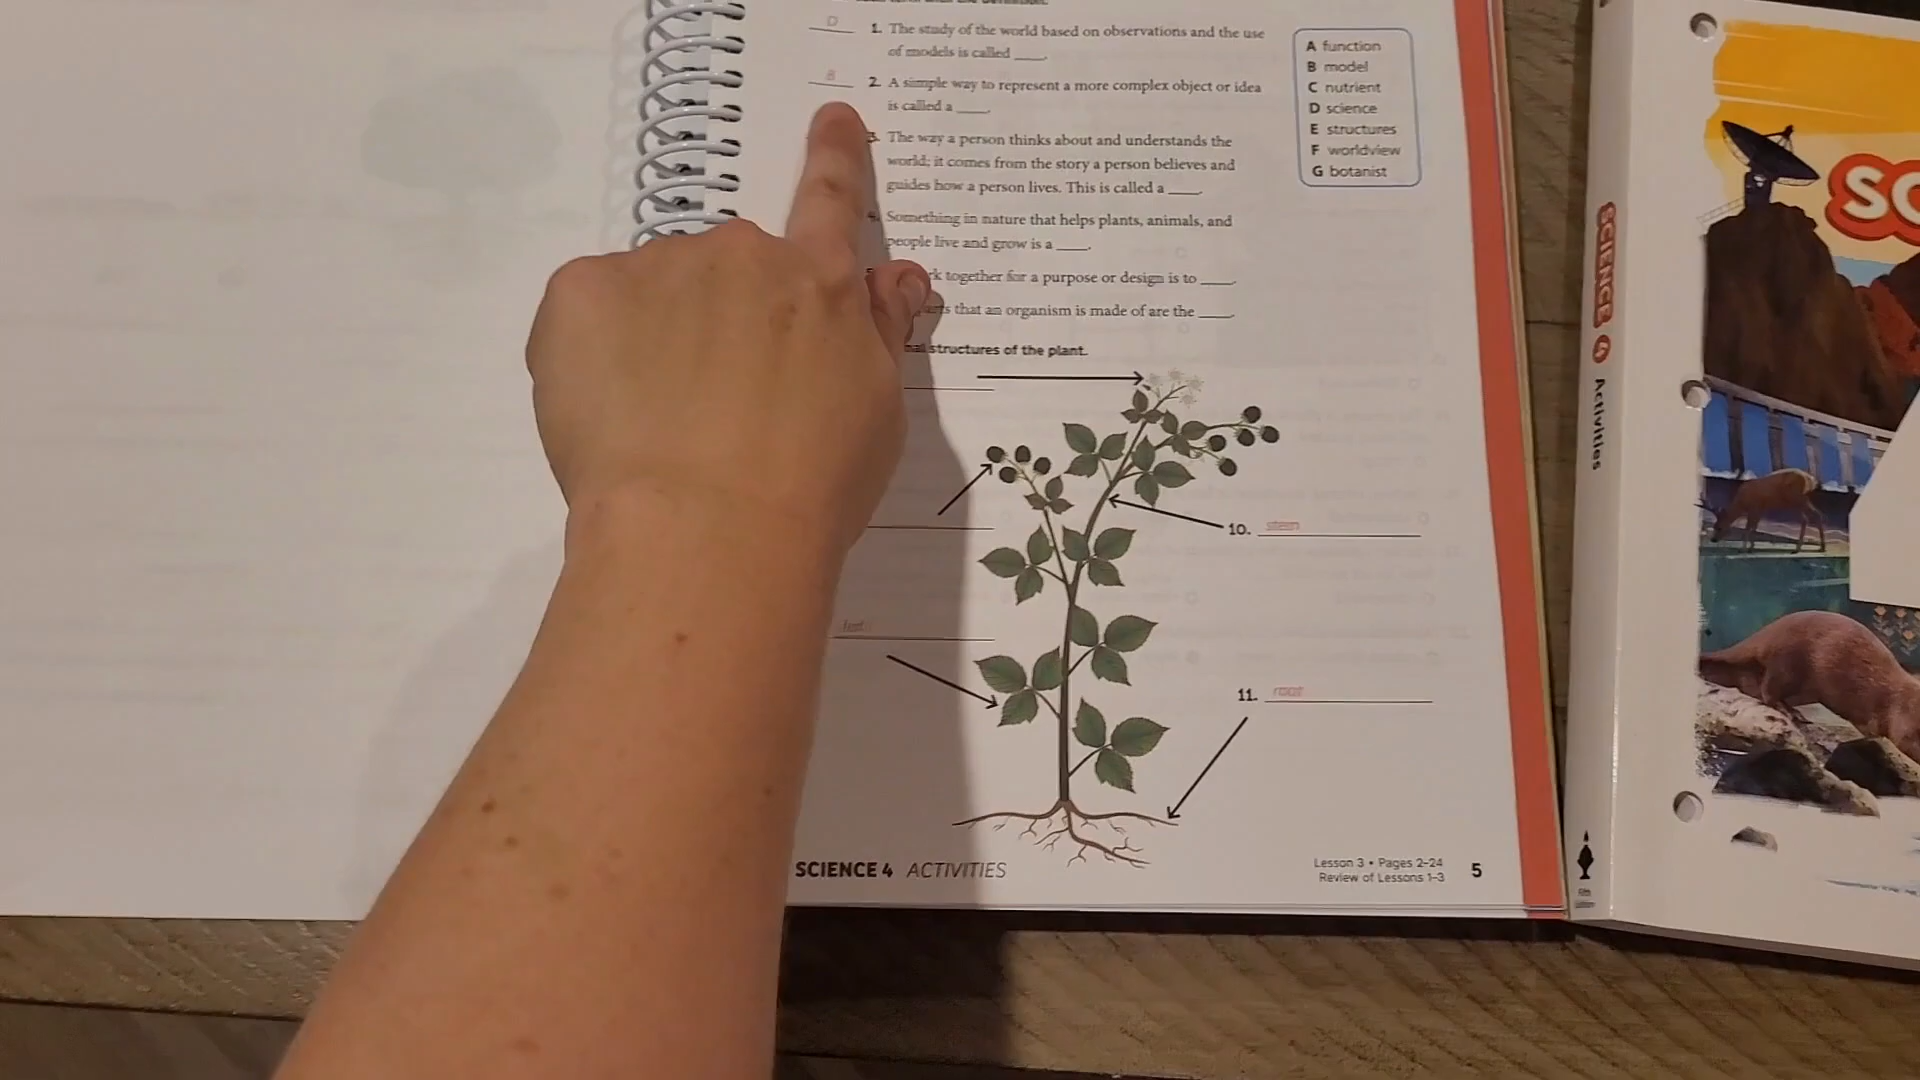 D 1. The study of the world based on observations and the use
of models is called ____.
B 2. A simple way to represent a more complex object or idea
is called a ____.
3. The way a person thinks about and understands the
world; it comes from the story a person believes and
guides how a person lives. This is called a ____.
4. Something in nature that helps plants, animals, and
people live and grow is a ____.
together for a purpose or design is to ____.
that an organism is made of are the ____.
A function
B model
C nutrient
D science
E structures
F worldview
G botanist
structures of the plant.
10. stem
11. root
SCIENCE 4 ACTIVITIES
Lesson 3 • Pages 2–24
Review of Lessons 1–3
5
SCIENCE 4 Activities